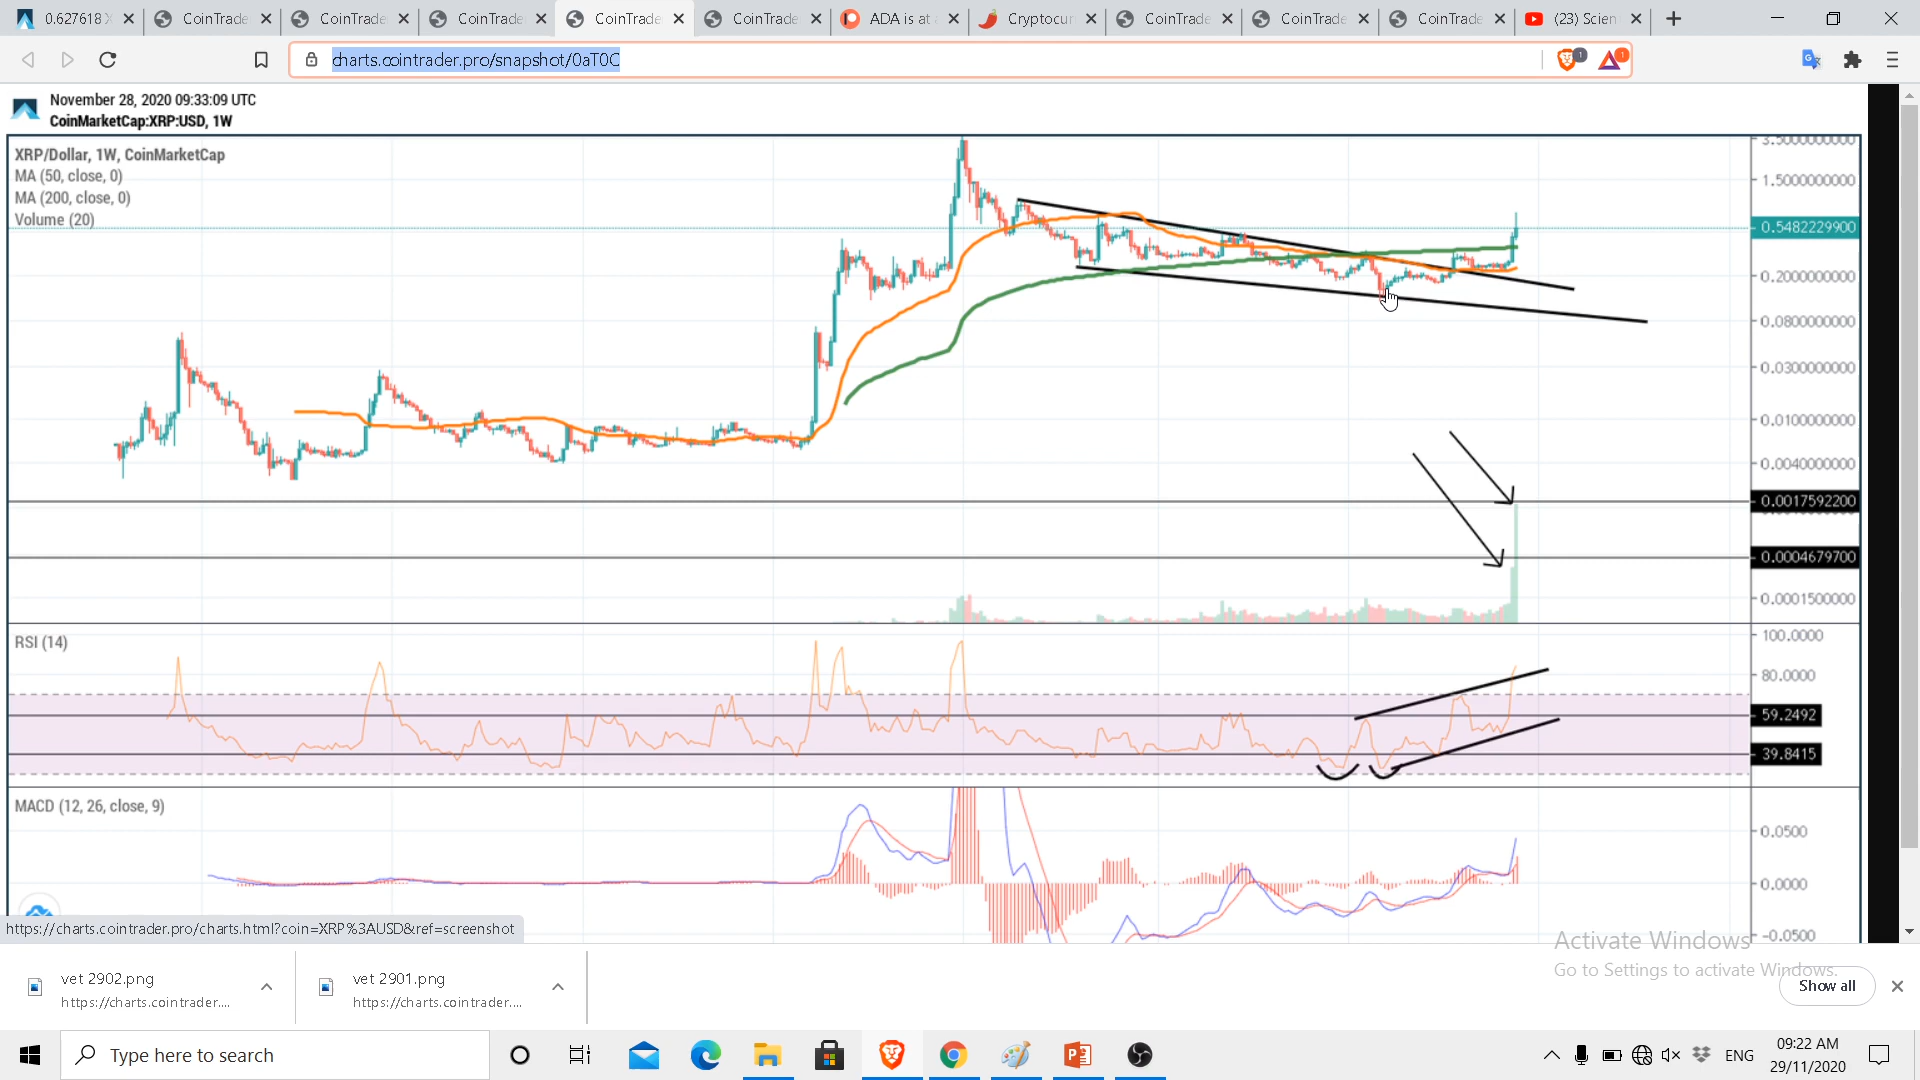 0.627618
CoinTrade
CoinTrade
CoinTrade
CoinTrade
CoinTrade
ADA is at
Cryptocur
CoinTrade
CoinTrade
CoinTrade
(23) Scien
charts.cointrader.pro/snapshot/0aT0C
1
1
November 28, 2020 09:33:09 UTC
CoinMarketCap:XRP:USD, 1W
XRP/Dollar, 1W, CoinMarketCap
MA (50, close, 0)
MA (200, close, 0)
Volume (20)
3.5000000000
1.5000000000
0.5482229900
0.2000000000
0.0800000000
0.0300000000
0.0100000000
0.0040000000
0.0017592200
0.0004679700
0.0001500000
RSI (14)
100.0000
80.0000
59.2492
39.8415
MACD (12, 26, close, 9)
0.0500
0.0000
-0.0500
https://charts.cointrader.pro/charts.html?coin=XRP%3AUSD&ref=screenshot
Activate Windows
Go to Settings to activate Windows.
vet 2902.png
https://charts.cointrader....
vet 2901.png
https://charts.cointrader....
Show all
Type here to search
ENG
09:22 AM
29/11/2020